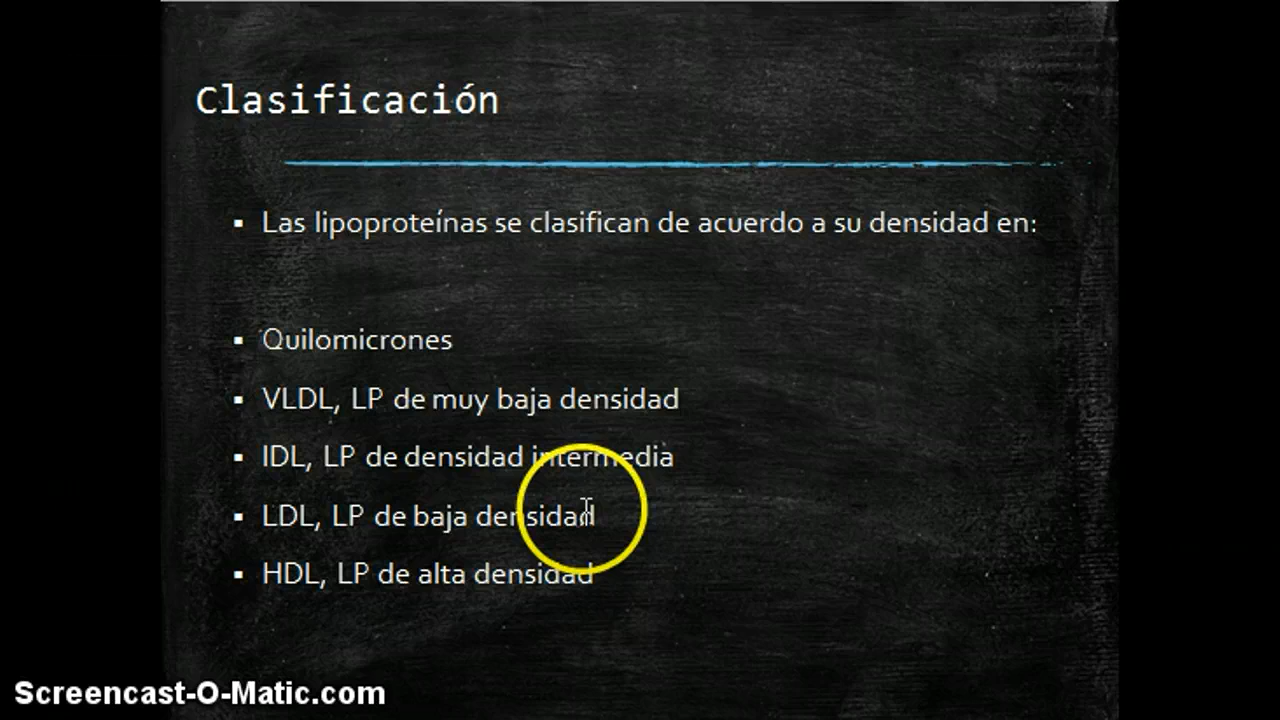 Clasificación
▪ Las lipoproteínas se clasifican de acuerdo a su densidad en:
▪ Quilomicrones
▪ VLDL, LP de muy baja densidad
▪ IDL, LP de densidad intermedia
▪ LDL, LP de baja densidad
▪ HDL, LP de alta densidad
Screencast-O-Matic.com